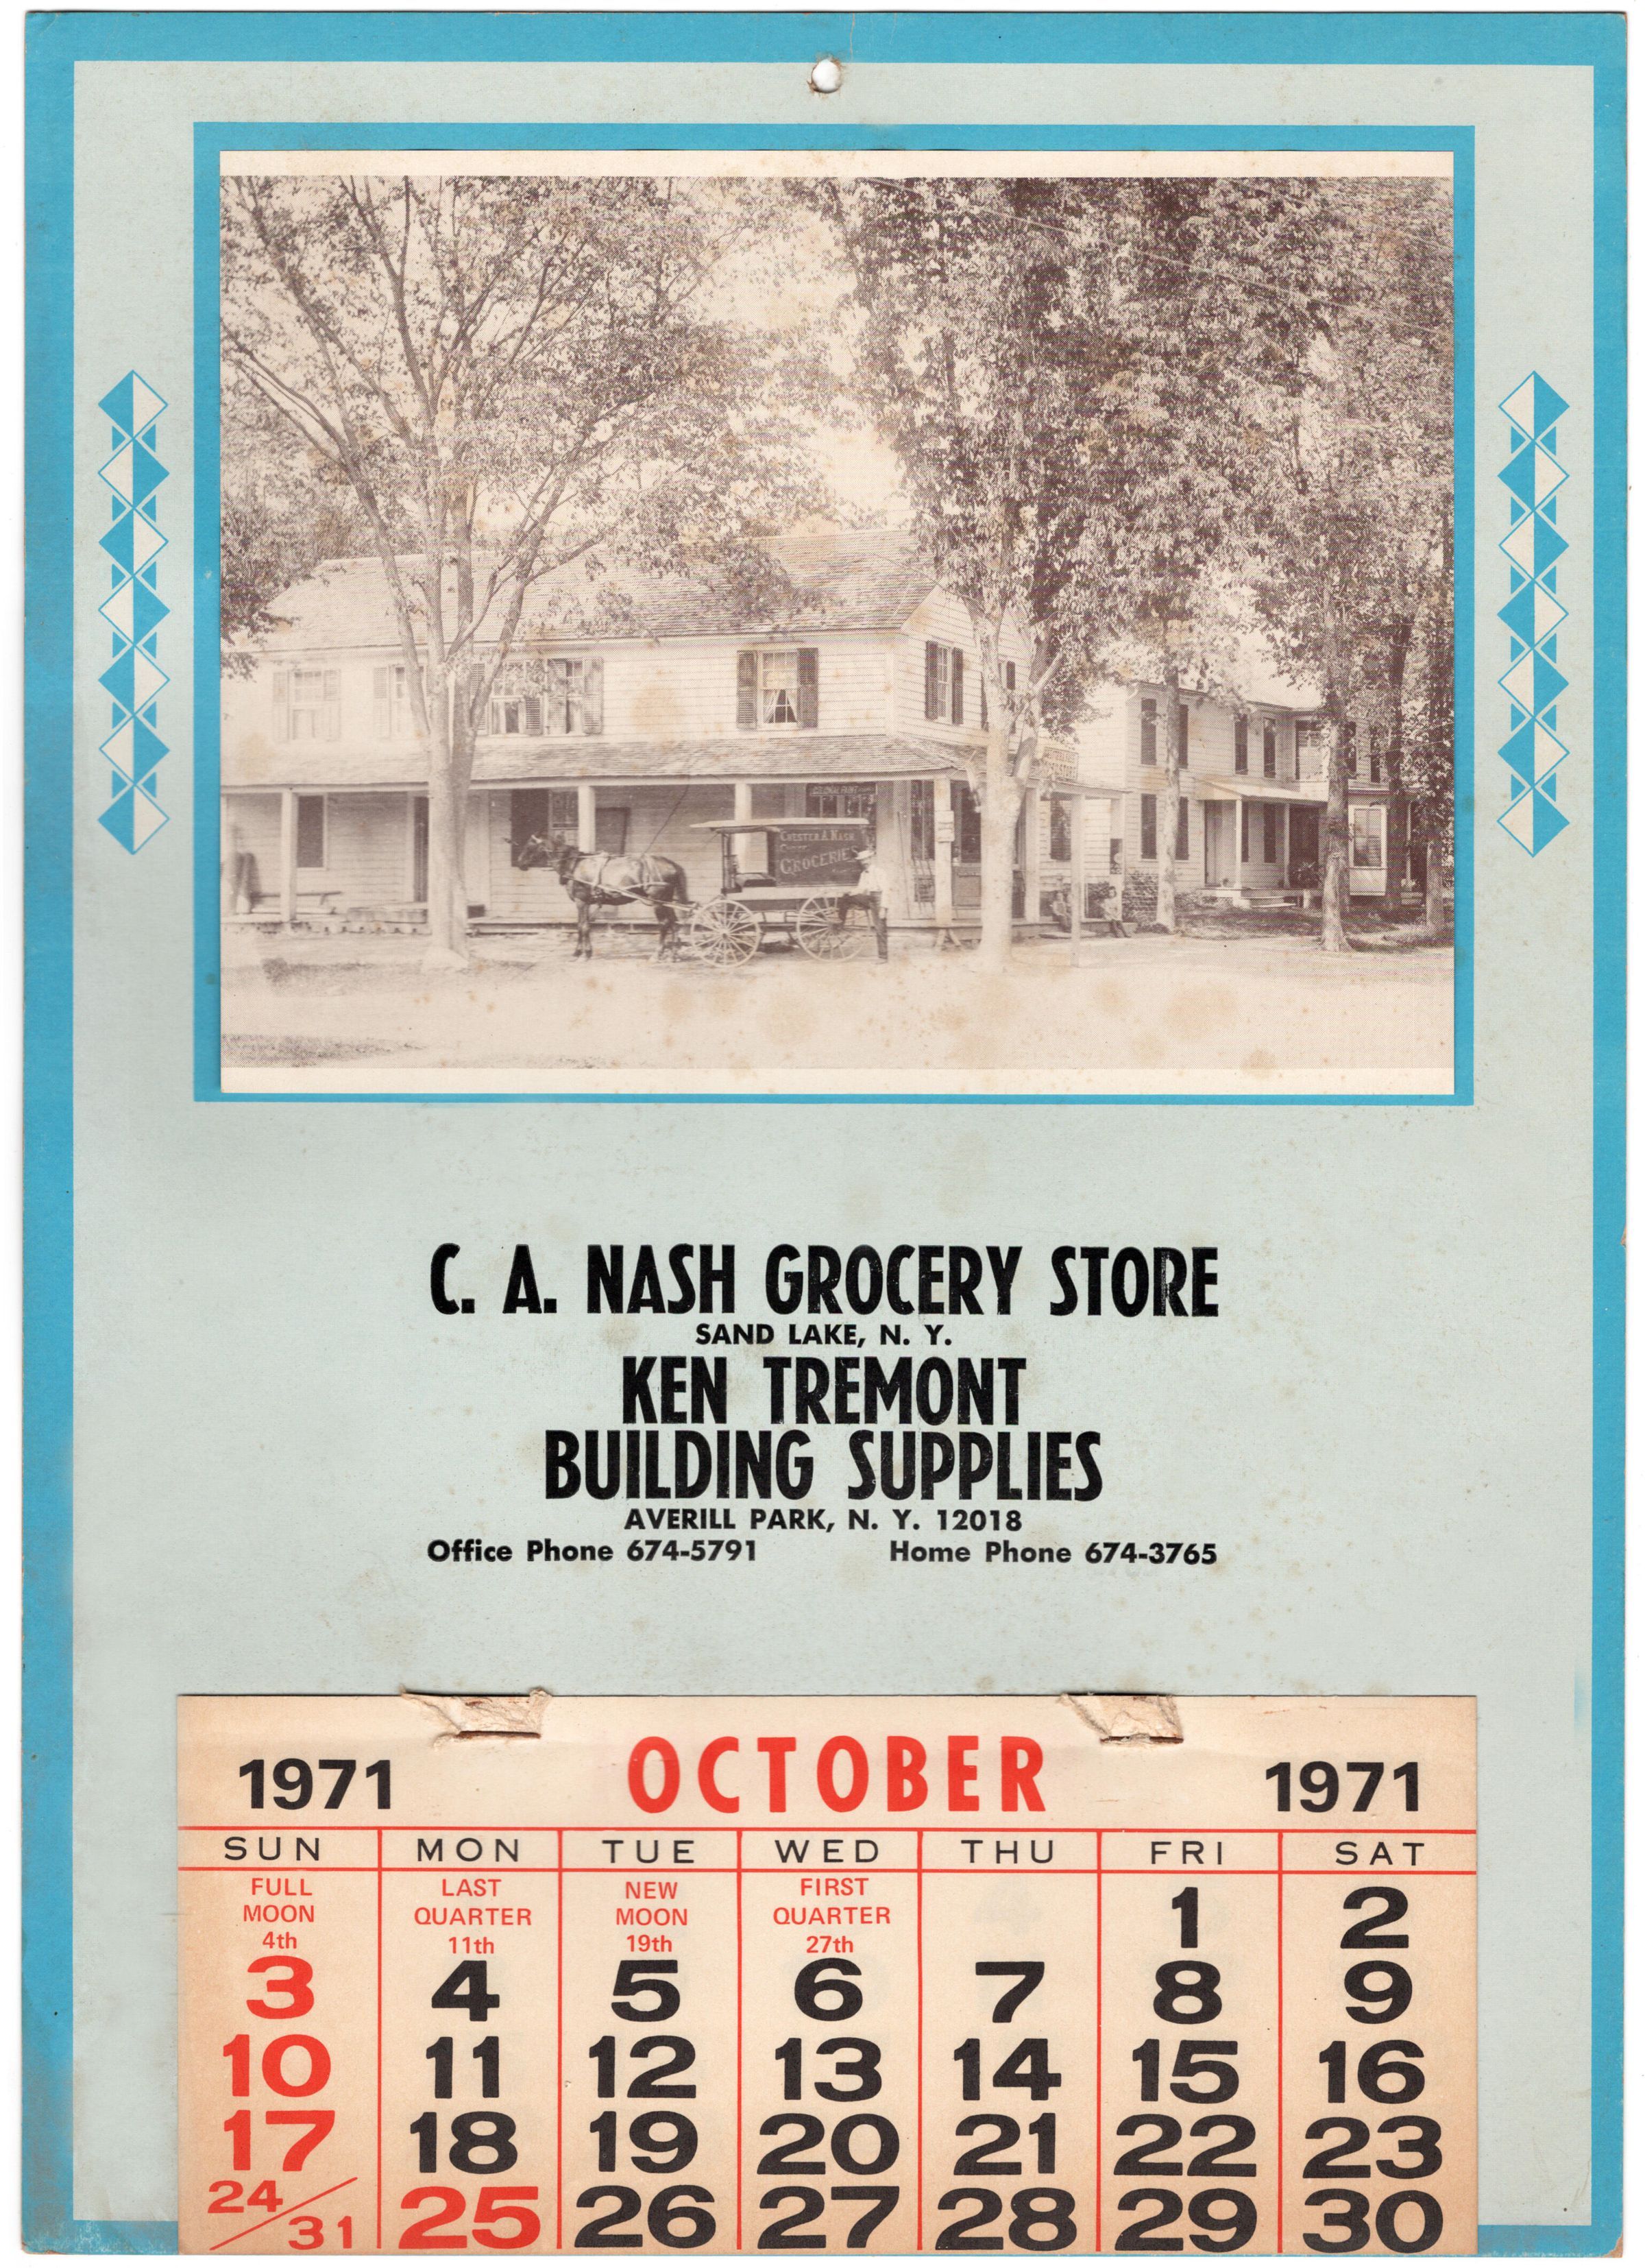 CHESTER A. NASH
GROCERIES
C. A. NASH GROCERY STORE
SAND LAKE, N. Y.
KEN TREMONT
BUILDING SUPPLIES
AVERILL PARK, N. Y. 12018
Office Phone 674-5791 Home Phone 674-3765
1971 OCTOBER 1971
SUN MON TUE WED THU FRI SAT
FULL MOON 4th LAST QUARTER 11th NEW MOON 19th FIRST QUARTER 27th 1 2
3 4 5 6 7 8 9
10 11 12 13 14 15 16
17 18 19 20 21 22 23
24/31 25 26 27 28 29 30